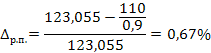 Δр.п.= (123,055 − 110/0,9) / 123,055 = 0,67%